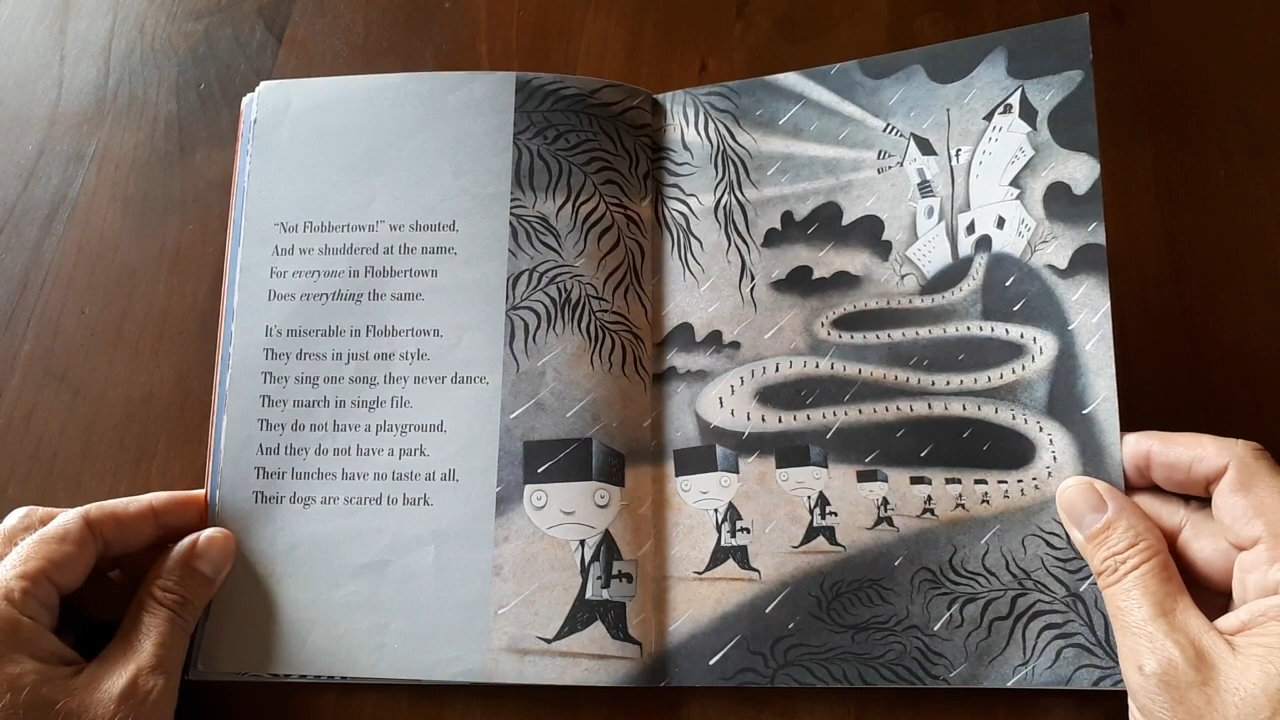 “Not Flobbertown!” we shouted,
And we shuddered at the name,
For everyone in Flobbertown
Does everything the same.
It’s miserable in Flobbertown,
They dress in just one style.
They sing one song, they never dance,
They march in single file.
They do not have a playground,
And they do not have a park.
Their lunches have no taste at all,
Their dogs are scared to bark.
f
f
f
f